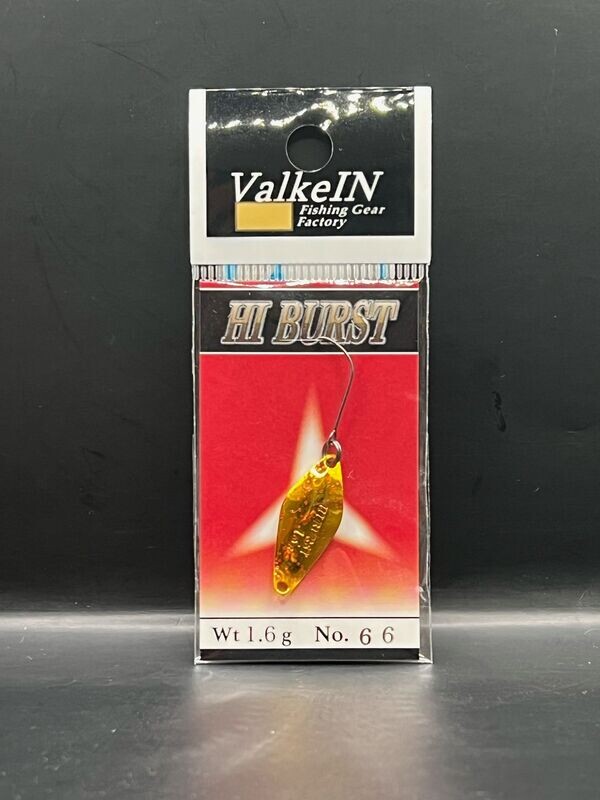 ValkeIN
Fishing Gear
Factory
HI BURST
Wt 1.6g No. 66